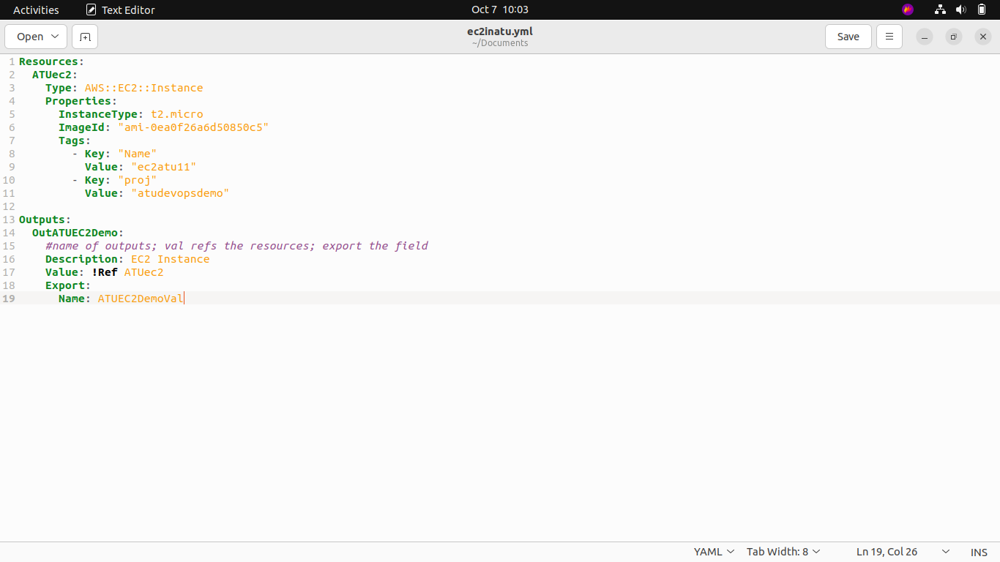 Activities Text Editor Oct 7 10:03
Open ec2inatu.yml Save
~/Documents
1 Resources:
2   ATUec2:
3     Type: AWS::EC2::Instance
4     Properties:
5       InstanceType: t2.micro
6       ImageId: "ami-0ea0f26a6d50850c5"
7       Tags:
8         - Key: "Name"
9           Value: "ec2atu11"
10         - Key: "proj"
11           Value: "atudevopsdemo"
12
13 Outputs:
14   OutATUEC2Demo:
15     #name of outputs; val refs the resources; export the field
16     Description: EC2 Instance
17     Value: !Ref ATUec2
18     Export:
19       Name: ATUEC2DemoVal
YAML Tab Width: 8 Ln 19, Col 26 INS